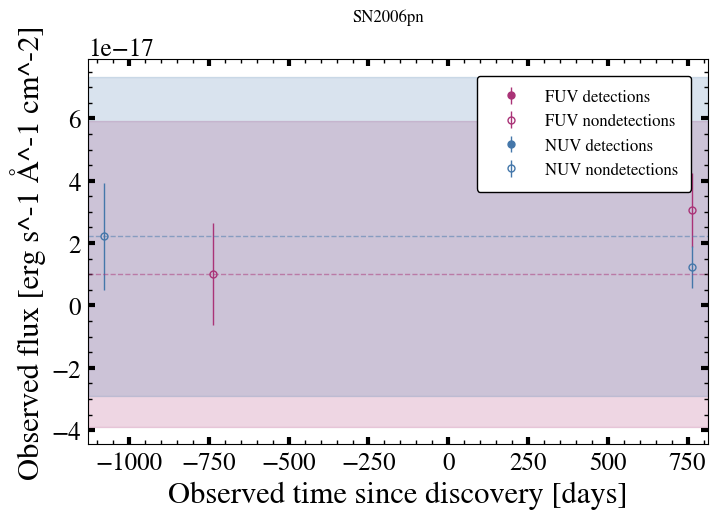 SN2006pn
1e−17
Observed flux [erg s^-1 Å^-1 cm^-2]
6
4
2
0
−2
−4
FUV detections
FUV nondetections
NUV detections
NUV nondetections
−1000 −750 −500 −250 0 250 500 750
Observed time since discovery [days]